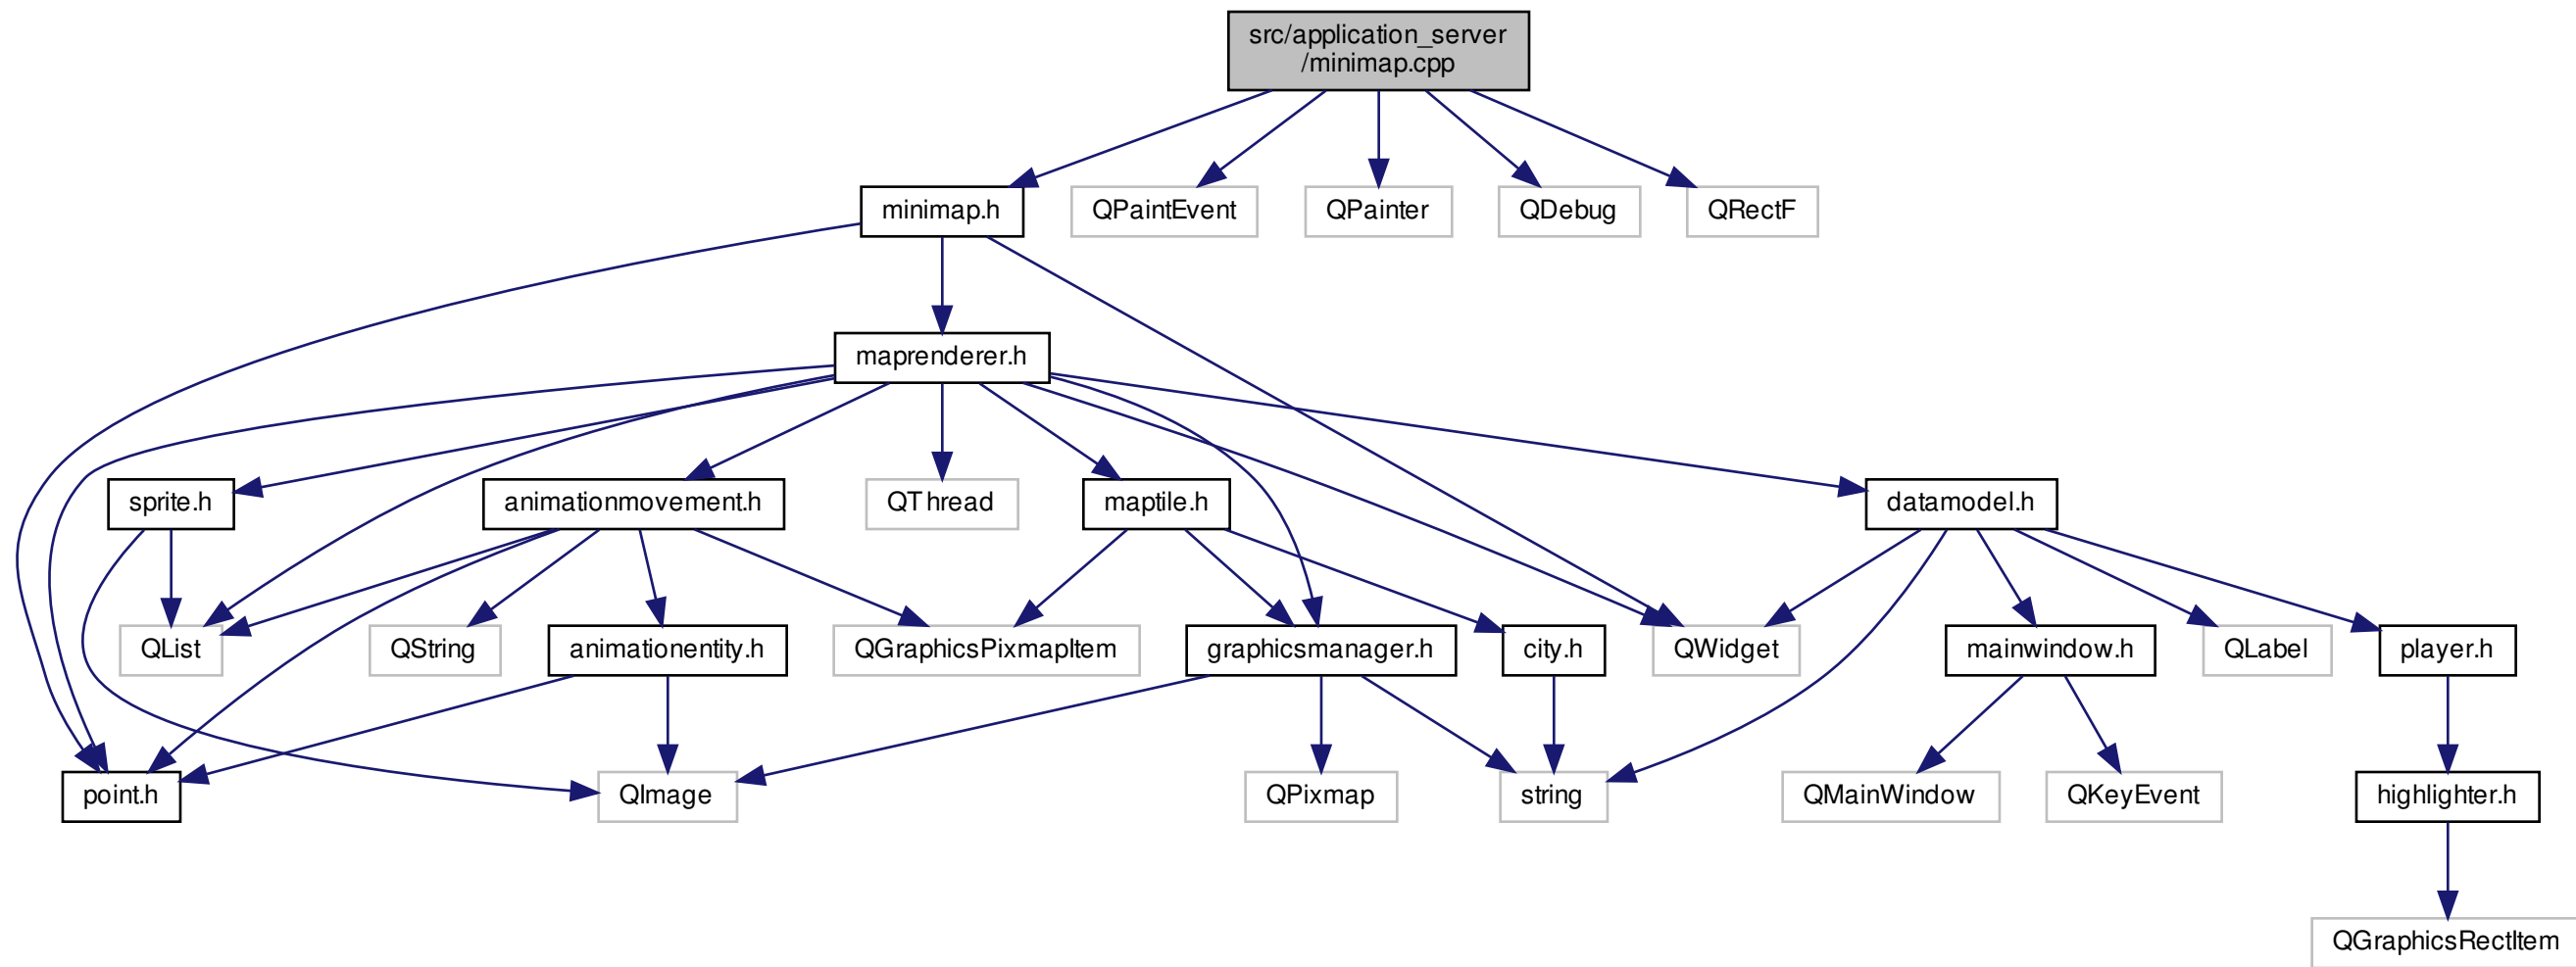 src/application_server
/minimap.cpp
minimap.h
QPaintEvent
QPainter
QDebug
QRectF
maprenderer.h
sprite.h
animationmovement.h
QThread
maptile.h
datamodel.h
QList
QString
animationentity.h
QGraphicsPixmapItem
graphicsmanager.h
city.h
QWidget
mainwindow.h
QLabel
player.h
point.h
QImage
QPixmap
string
QMainWindow
QKeyEvent
highlighter.h
QGraphicsRectItem